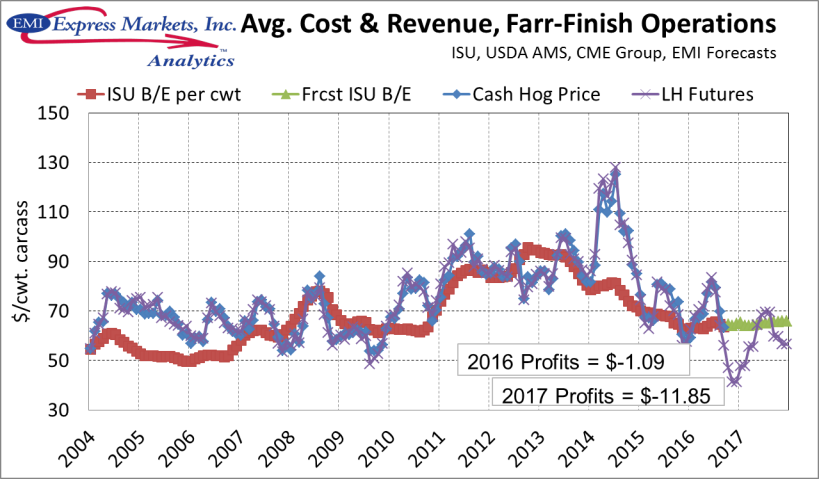 EMI Express Markets, Inc.
Analytics™
Avg. Cost & Revenue, Farr-Finish Operations
ISU, USDA AMS, CME Group, EMI Forecasts
ISU B/E per cwt Frcst ISU B/E Cash Hog Price LH Futures
$/cwt. carcass
150
130
110
90
70
50
30
2016 Profits = $-1.09
2017 Profits = $-11.85
2004 2005 2006 2007 2008 2009 2010 2011 2012 2013 2014 2015 2016 2017